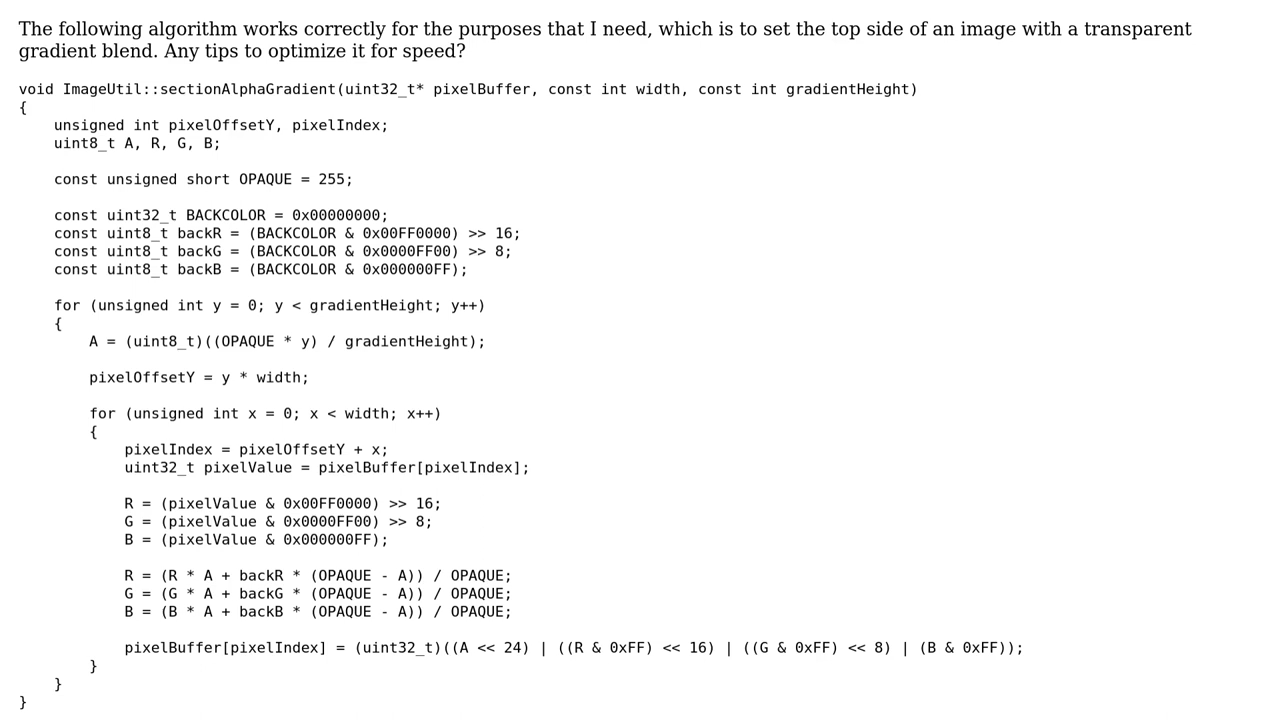 The following algorithm works correctly for the purposes that I need, which is to set the top side of an image with a transparent
gradient blend. Any tips to optimize it for speed?
void ImageUtil::sectionAlphaGradient(uint32_t* pixelBuffer, const int width, const int gradientHeight)
{
    unsigned int pixelOffsetY, pixelIndex;
    uint8_t A, R, G, B;
    const unsigned short OPAQUE = 255;
    const uint32_t BACKCOLOR = 0x00000000;
    const uint8_t backR = (BACKCOLOR & 0x00FF0000) >> 16;
    const uint8_t backG = (BACKCOLOR & 0x0000FF00) >> 8;
    const uint8_t backB = (BACKCOLOR & 0x000000FF);
    for (unsigned int y = 0; y < gradientHeight; y++)
    {
        A = (uint8_t)((OPAQUE * y) / gradientHeight);
        pixelOffsetY = y * width;
        for (unsigned int x = 0; x < width; x++)
        {
            pixelIndex = pixelOffsetY + x;
            uint32_t pixelValue = pixelBuffer[pixelIndex];
            R = (pixelValue & 0x00FF0000) >> 16;
            G = (pixelValue & 0x0000FF00) >> 8;
            B = (pixelValue & 0x000000FF);
            R = (R * A + backR * (OPAQUE - A)) / OPAQUE;
            G = (G * A + backG * (OPAQUE - A)) / OPAQUE;
            B = (B * A + backB * (OPAQUE - A)) / OPAQUE;
            pixelBuffer[pixelIndex] = (uint32_t)((A << 24) | ((R & 0xFF) << 16) | ((G & 0xFF) << 8) | (B & 0xFF));
        }
    }
}